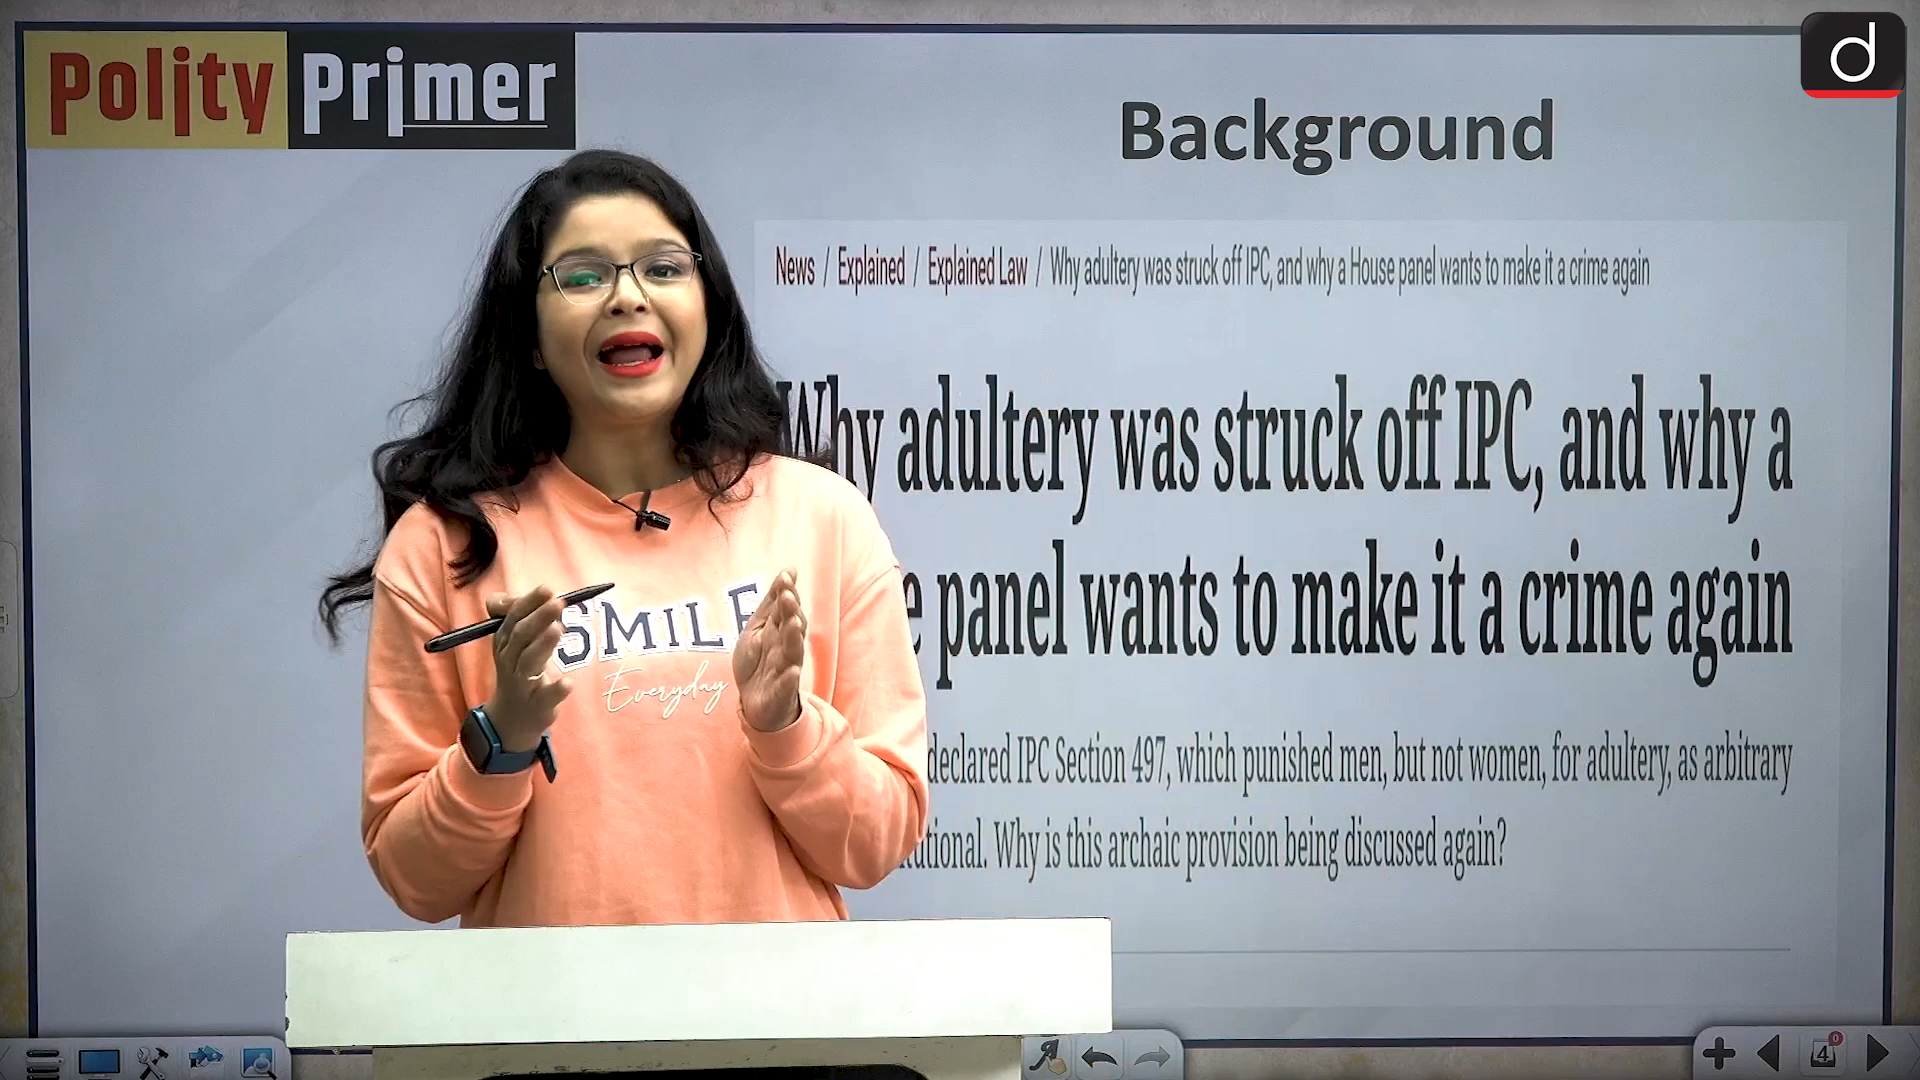 Polity Primer
d
Background
News / Explained / Explained Law / Why adultery was struck off IPC, and why a House panel wants to make it a crime again
Why adultery was struck off IPC, and why a
panel wants to make it a crime again
declared IPC Section 497, which punished men, but not women, for adultery, as arbitrary
Why is this archaic provision being discussed again?
SMILE
Everyday
4
0